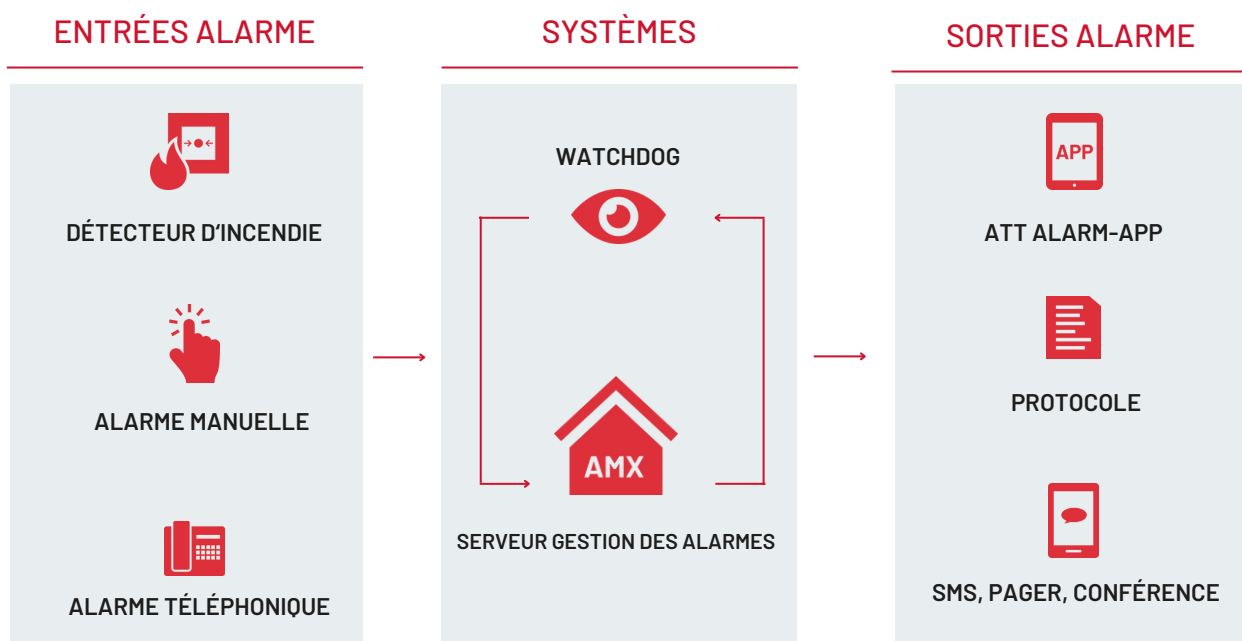 ENTRÉES ALARME
DÉTECTEUR D‘INCENDIE
ALARME MANUELLE
ALARME TÉLÉPHONIQUE
SYSTÈMES
WATCHDOG
AMX
SERVEUR GESTION DES ALARMES
SORTIES ALARME
APP
ATT ALARM-APP
PROTOCOLE
SMS, PAGER, CONFÉRENCE